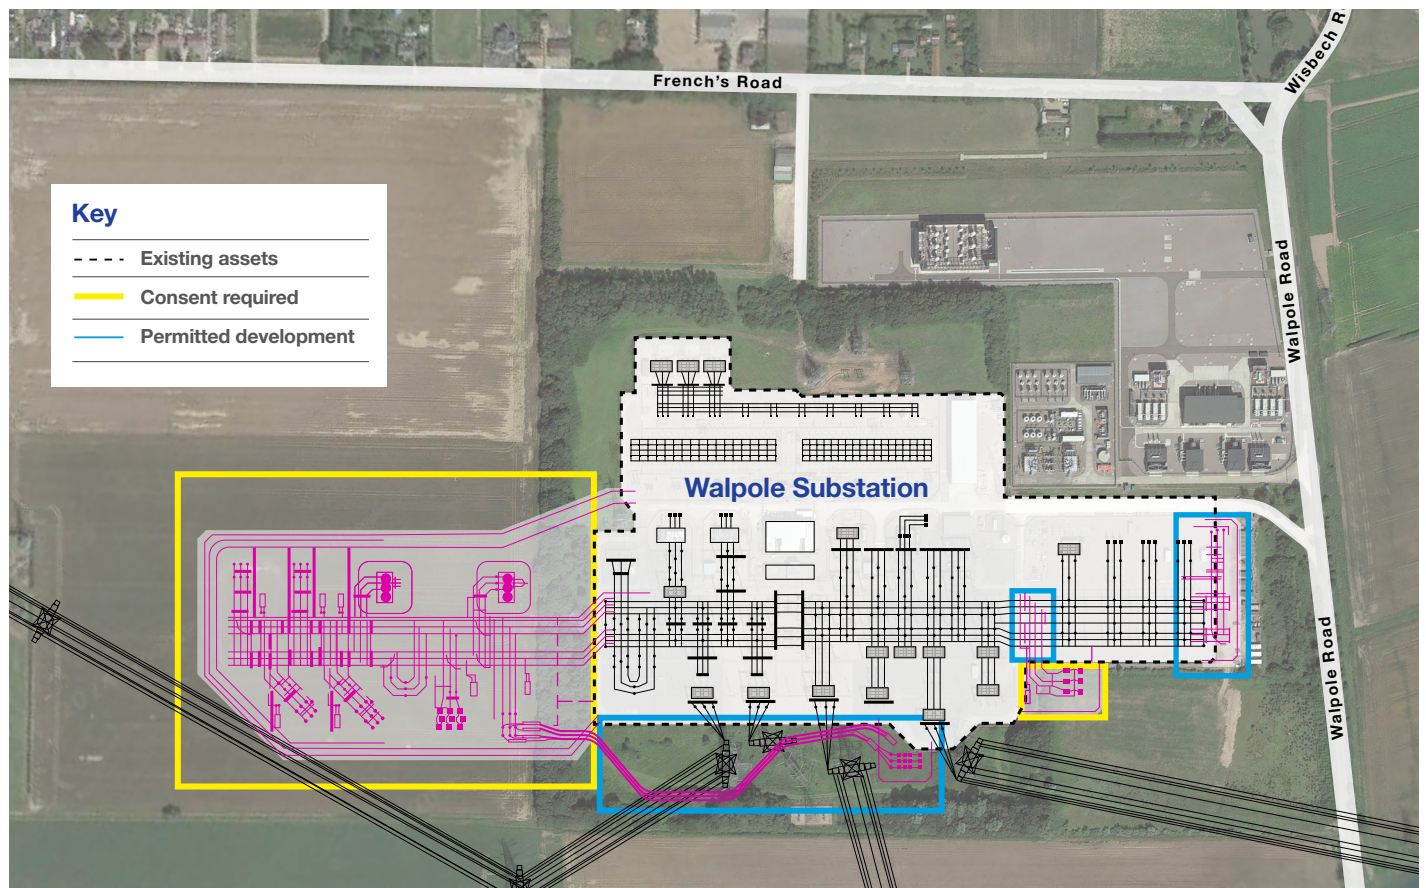 French's Road
Wisbech R
Key
Existing assets
Consent required
Permitted development
Walpole Road
Walpole Substation
Walpole Road